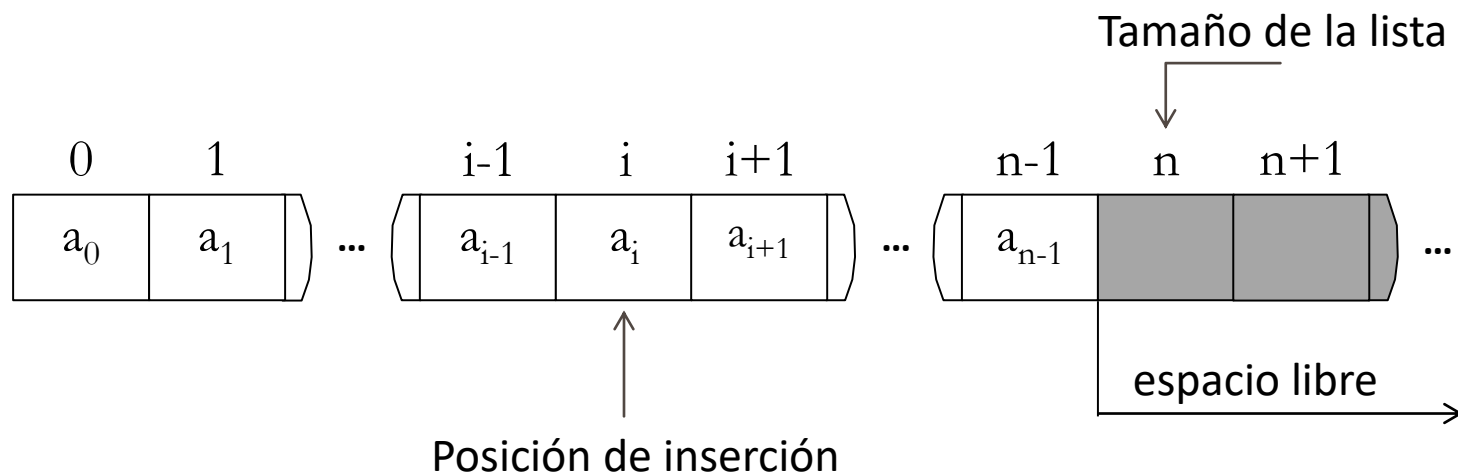 Tamaño de la lista
0 1 i-1 i i+1 n-1 n n+1
a₀ a₁ ... aᵢ₋₁ aᵢ aᵢ₊₁ ... aₙ₋₁ ...
espacio libre
Posición de inserción